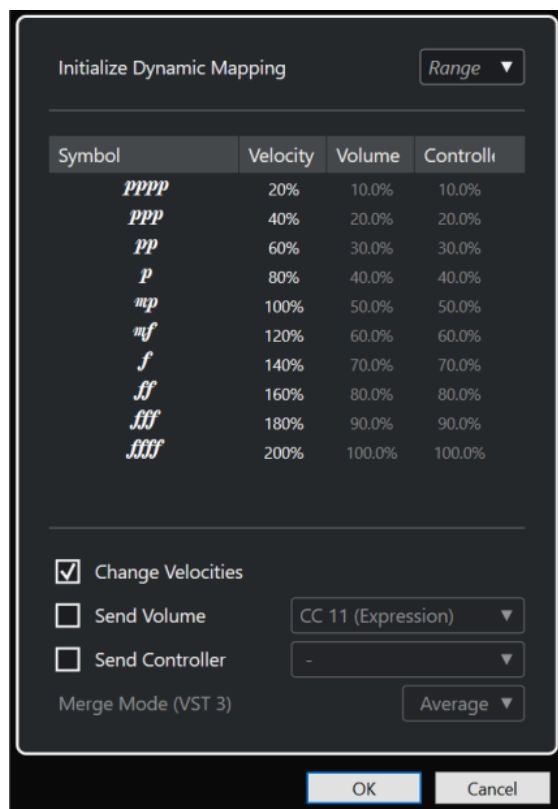 Initialize Dynamic Mapping Range
Symbol Velocity Volume Controlle
pppp 20% 10.0% 10.0%
ppp 40% 20.0% 20.0%
pp 60% 30.0% 30.0%
p 80% 40.0% 40.0%
mp 100% 50.0% 50.0%
mf 120% 60.0% 60.0%
f 140% 70.0% 70.0%
ff 160% 80.0% 80.0%
fff 180% 90.0% 90.0%
ffff 200% 100.0% 100.0%
Change Velocities
Send Volume CC 11 (Expression)
Send Controller -
Merge Mode (VST 3) Average
OK Cancel